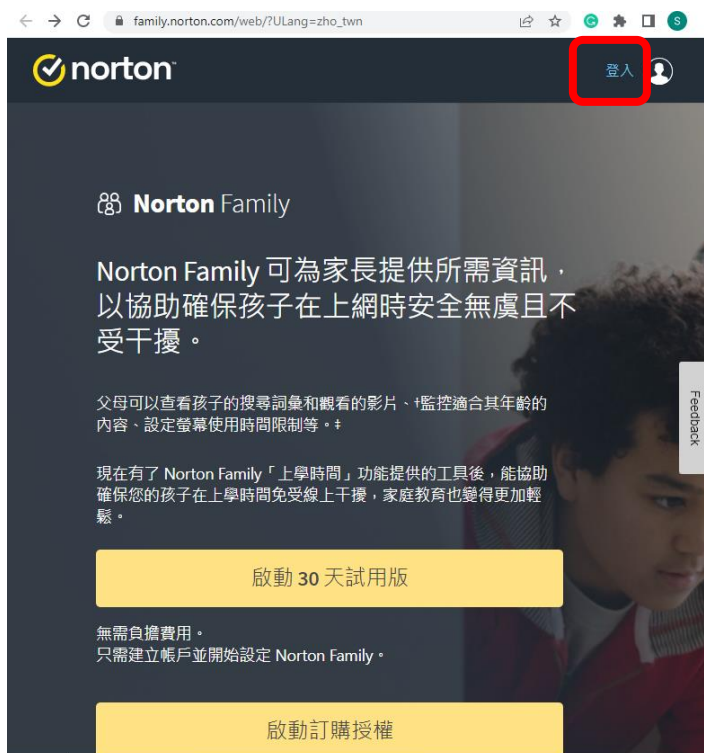 family.norton.com/web/?ULang=zho_twn
S
norton
登入
Norton Family
Norton Family 可為家長提供所需資訊，
以協助確保孩子在上網時安全無虞且不
受干擾。
父母可以查看孩子的搜尋詞彙和觀看的影片、†監控適合其年齡的
內容、設定螢幕使用時間限制等。‡
Feedback
現在有了 Norton Family「上學時間」功能提供的工具後，能協助
確保您的孩子在上學時間免受線上干擾，家庭教育也變得更加輕
鬆。
啟動 30 天試用版
無需負擔費用。
只需建立帳戶並開始設定 Norton Family。
啟動訂購授權